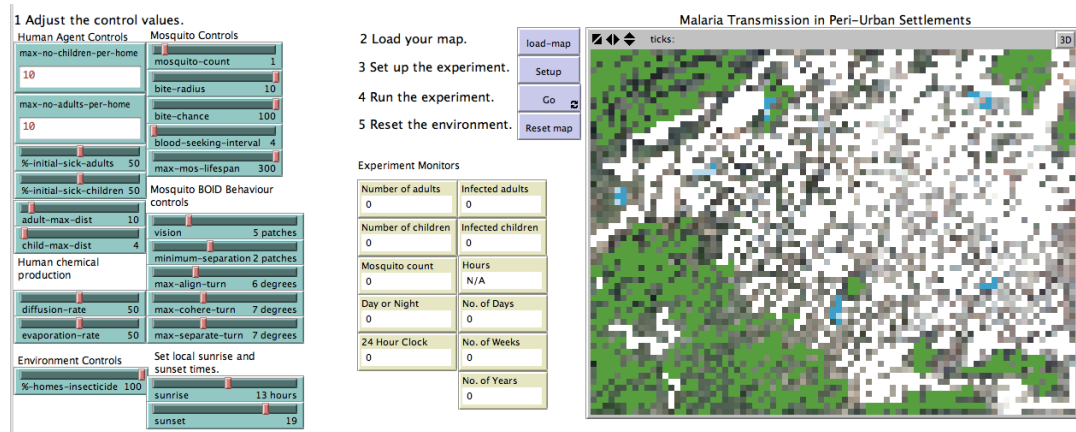 1 Adjust the control values.
Human Agent Controls
max-no-children-per-home
10
max-no-adults-per-home
10
%-initial-sick-adults 50
%-initial-sick-children 50
adult-max-dist 10
child-max-dist 4
Human chemical
production
diffusion-rate 50
evaporation-rate 50
Environment Controls
%-homes-insecticide 100
Mosquito Controls
mosquito-count 1
bite-radius 10
bite-chance 100
blood-seeking-interval 4
max-mos-lifespan 300
Mosquito BOID Behaviour
controls
vision 5 patches
minimum-separation 2 patches
max-align-turn 6 degrees
max-cohere-turn 7 degrees
max-separate-turn 7 degrees
Set local sunrise and
sunset times.
sunrise 13 hours
sunset 19
2 Load your map.
load-map
3 Set up the experiment.
Setup
4 Run the experiment.
Go
5 Reset the environment.
Reset map
Experiment Monitors
Number of adults
0
Infected adults
0
Number of children
0
Infected children
0
Mosquito count
0
Hours
N/A
Day or Night
0
No. of Days
0
24 Hour Clock
0
No. of Weeks
0
No. of Years
0
Malaria Transmission in Peri-Urban Settlements
ticks:
3D